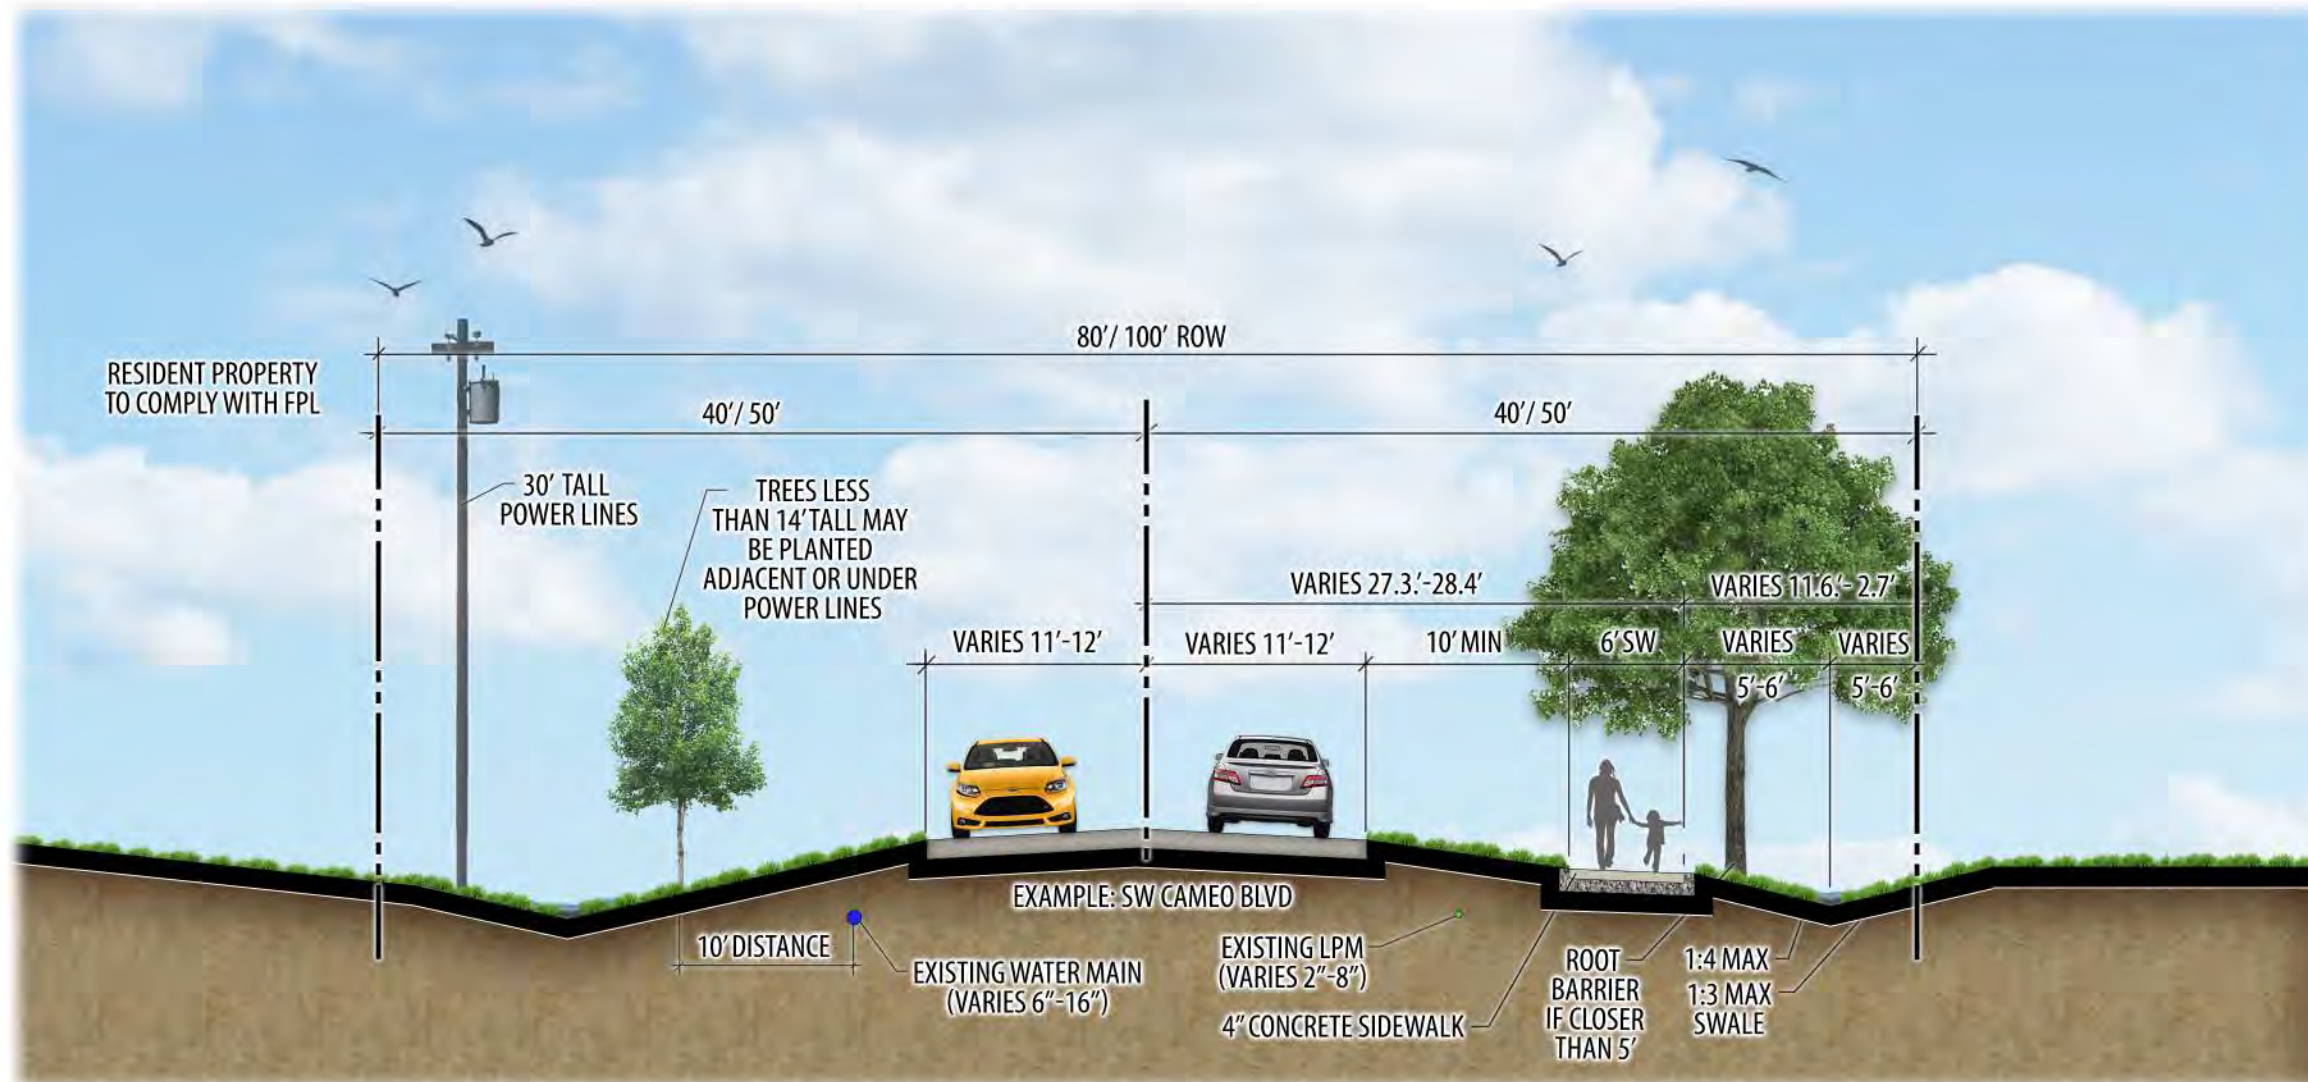 80'/ 100' ROW
RESIDENT PROPERTY
TO COMPLY WITH FPL
40'/ 50'
40'/ 50'
30' TALL
POWER LINES
TREES LESS
THAN 14' TALL MAY
BE PLANTED
ADJACENT OR UNDER
POWER LINES
VARIES 27.3.'-28.4'
VARIES 11.6.'- 2.7'
VARIES 11'-12'
VARIES 11'-12'
10' MIN
6' SW
VARIES
5'-6'
VARIES
5'-6'
EXAMPLE: SW CAMEO BLVD
10' DISTANCE
EXISTING WATER MAIN
(VARIES 6"-16")
EXISTING LPM
(VARIES 2"-8")
4" CONCRETE SIDEWALK
ROOT
BARRIER
IF CLOSER
THAN 5'
1:4 MAX
1:3 MAX
SWALE